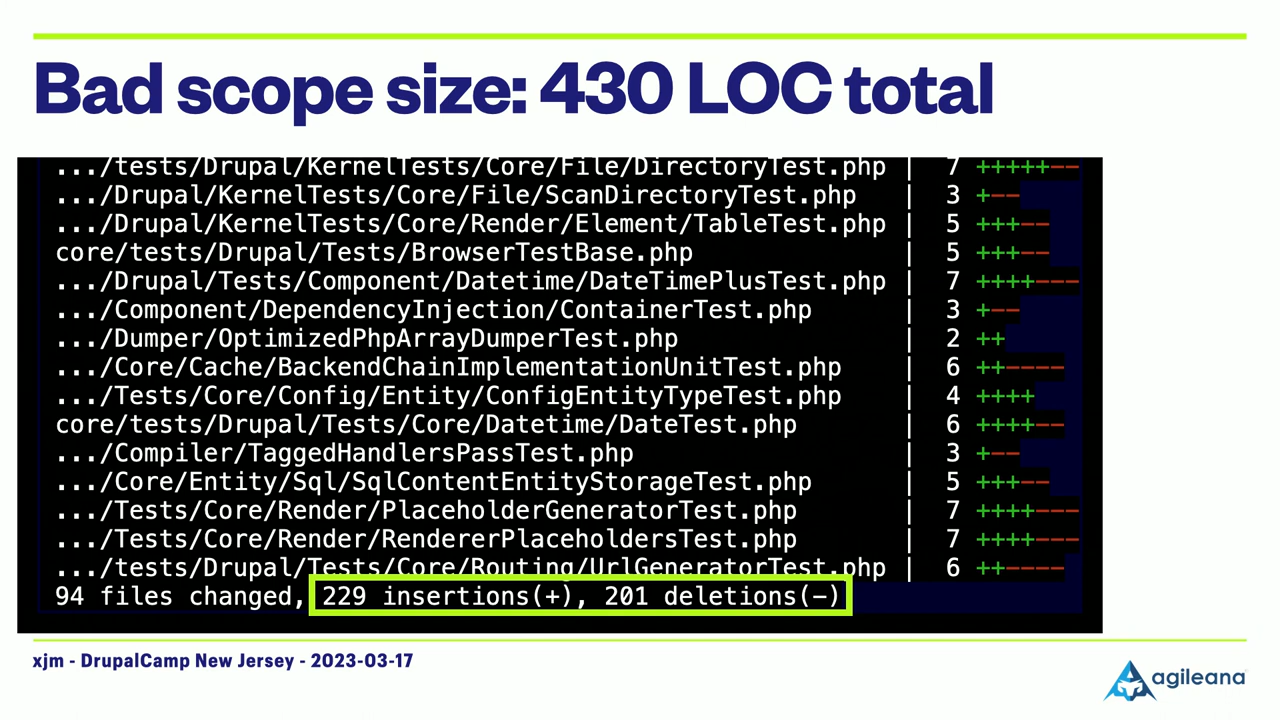 Bad scope size: 430 LOC total
.../tests/Drupal/KernelTests/Core/File/DirectoryTest.php | 7 +++++--
.../Drupal/KernelTests/Core/File/ScanDirectoryTest.php | 3 +--
.../Drupal/KernelTests/Core/Render/Element/TableTest.php | 5 +++--
core/tests/Drupal/Tests/BrowserTestBase.php | 5 +++--
.../Drupal/Tests/Component/Datetime/DateTimePlusTest.php | 7 ++++---
.../Component/DependencyInjection/ContainerTest.php | 3 +--
.../Dumper/OptimizedPhpArrayDumperTest.php | 2 ++
.../Core/Cache/BackendChainImplementationUnitTest.php | 6 ++----
.../Tests/Core/Config/Entity/ConfigEntityTypeTest.php | 4 ++++
core/tests/Drupal/Tests/Core/Datetime/DateTest.php | 6 ++++--
.../Compiler/TaggedHandlersPassTest.php | 3 +--
.../Core/Entity/Sql/SqlContentEntityStorageTest.php | 5 +++--
.../Tests/Core/Render/PlaceholderGeneratorTest.php | 7 ++++---
.../Tests/Core/Render/RendererPlaceholdersTest.php | 7 ++++---
.../tests/Drupal/Tests/Core/Routing/UrlGeneratorTest.php | 6 ++----
94 files changed, 229 insertions(+), 201 deletions(-)
xjm - DrupalCamp New Jersey - 2023-03-17
agileana